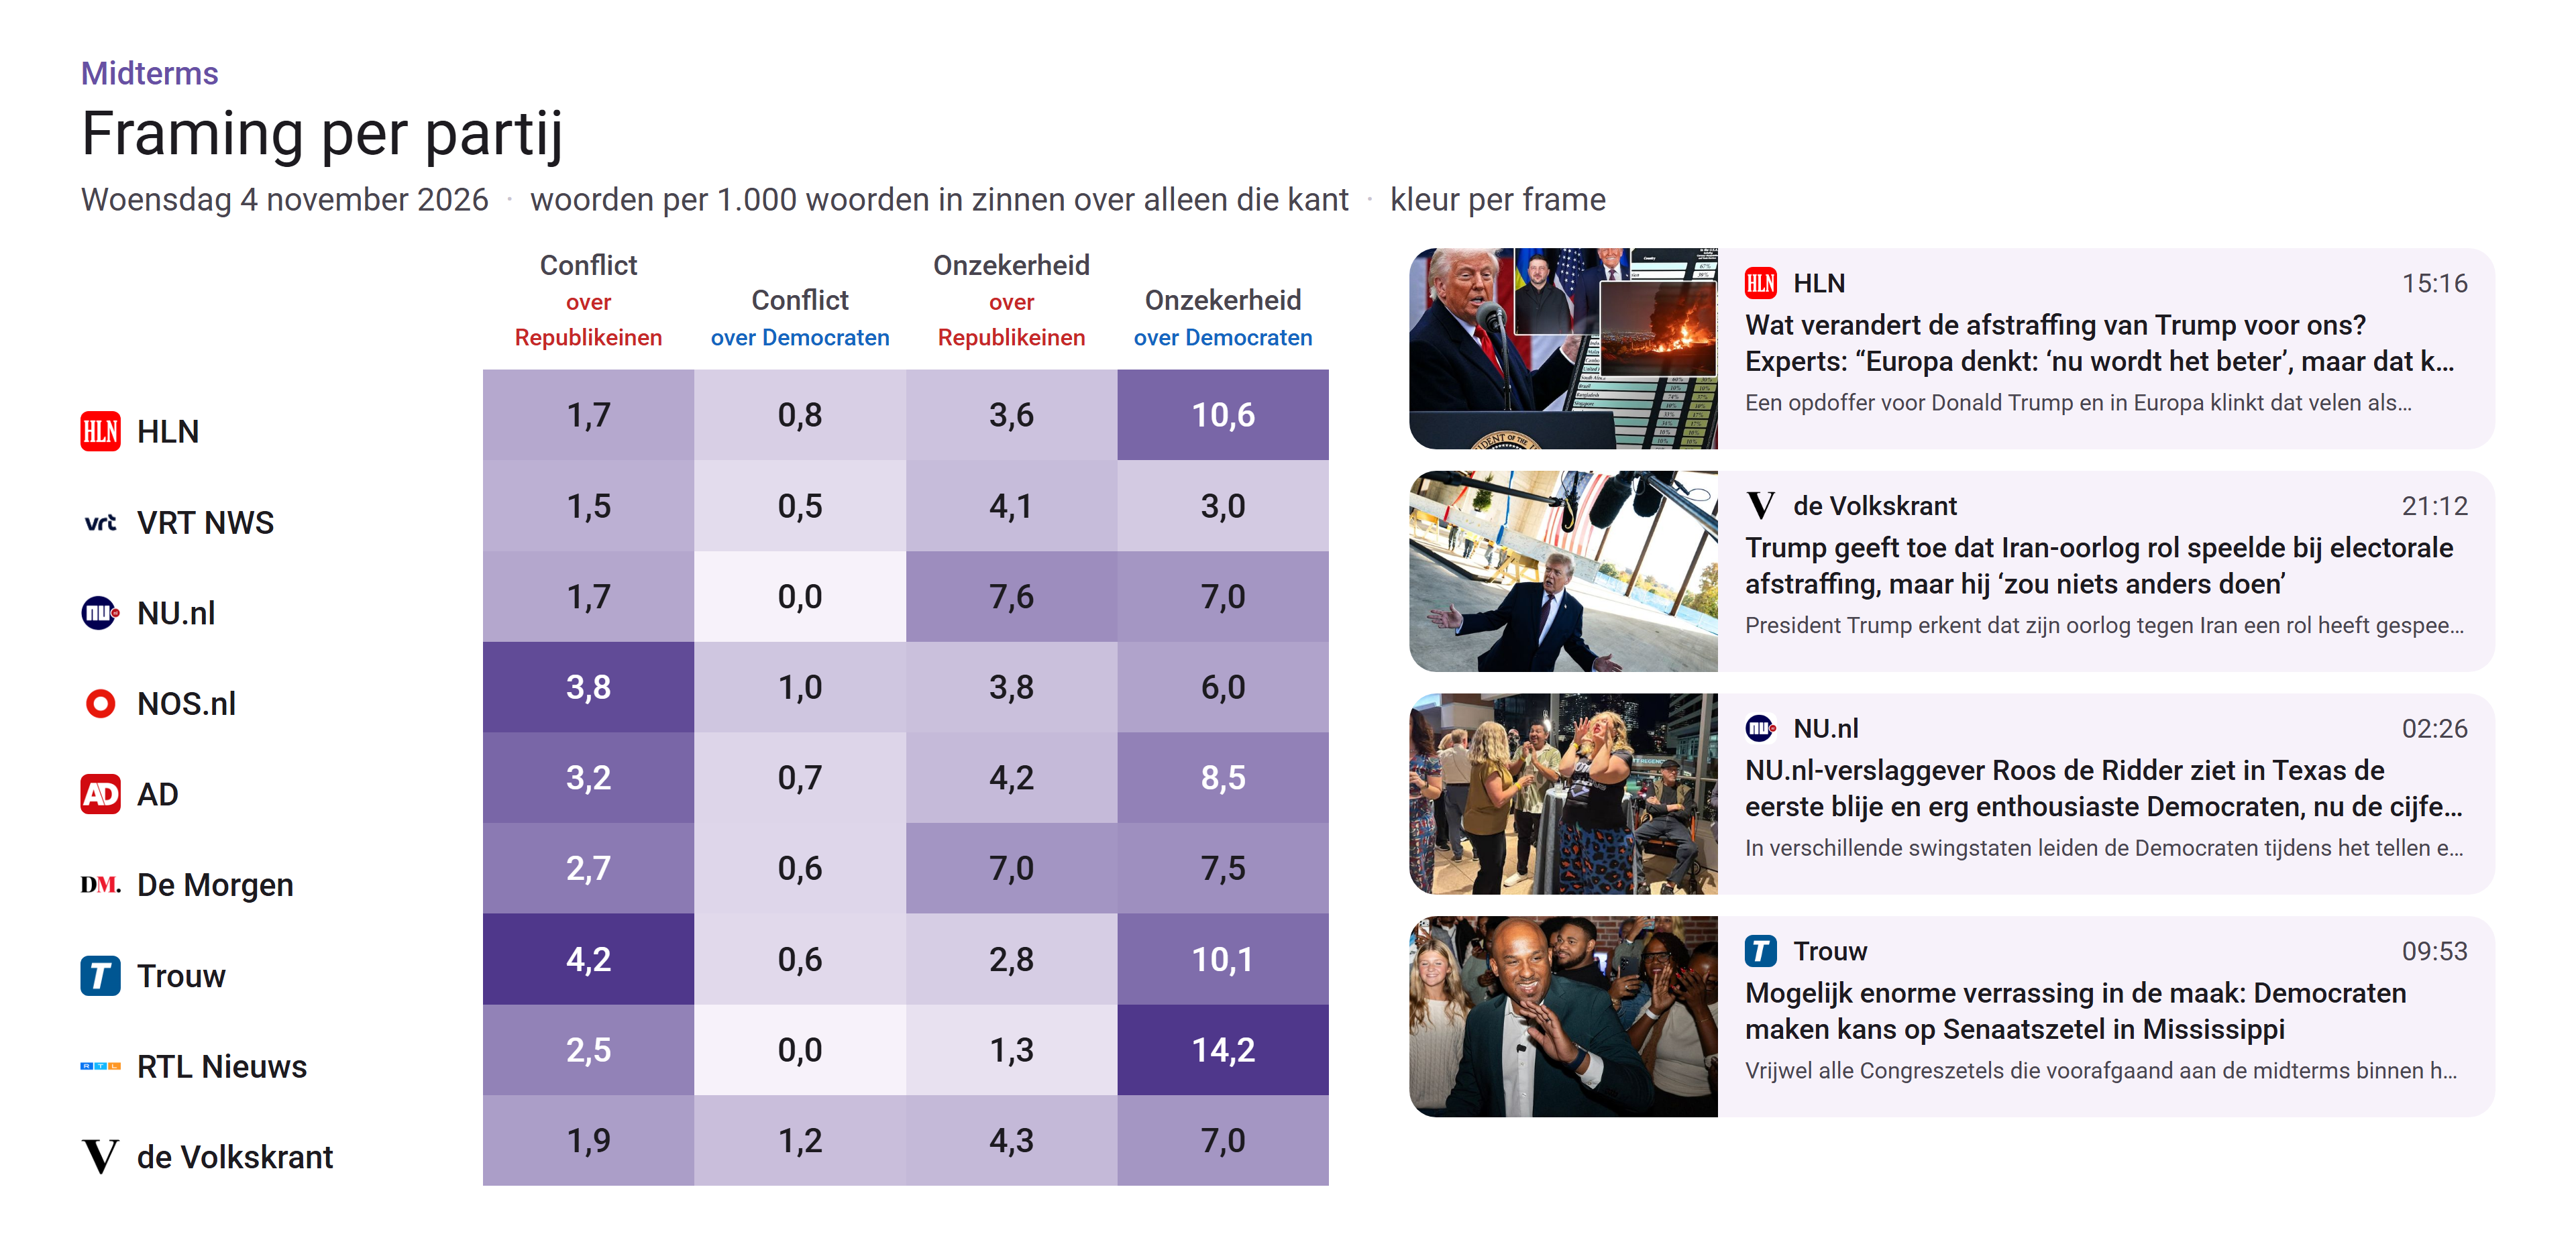 Midterms
Framing per partij
Woensdag 4 november 2026 · woorden per 1.000 woorden in zinnen over alleen die kant · kleur per frame
Conflict
over
Republikeinen
Conflict
over Democraten
Onzekerheid
over
Republikeinen
Onzekerheid
over Democraten
HLN HLN 1,7 0,8 3,6 10,6
vrt VRT NWS 1,5 0,5 4,1 3,0
nu NU.nl 1,7 0,0 7,6 7,0
NOS.nl 3,8 1,0 3,8 6,0
AD AD 3,2 0,7 4,2 8,5
DM. De Morgen 2,7 0,6 7,0 7,5
T Trouw 4,2 0,6 2,8 10,1
RTL RTL Nieuws 2,5 0,0 1,3 14,2
V de Volkskrant 1,9 1,2 4,3 7,0
HLN HLN 15:16
Wat verandert de afstraffing van Trump voor ons?
Experts: “Europa denkt: ‘nu wordt het beter’, maar dat k…
Een opdoffer voor Donald Trump en in Europa klinkt dat velen als…
V de Volkskrant 21:12
Trump geeft toe dat Iran-oorlog rol speelde bij electorale
afstraffing, maar hij ‘zou niets anders doen’
President Trump erkent dat zijn oorlog tegen Iran een rol heeft gespee…
nu NU.nl 02:26
NU.nl-verslaggever Roos de Ridder ziet in Texas de
eerste blije en erg enthousiaste Democraten, nu de cijfe…
In verschillende swingstaten leiden de Democraten tijdens het tellen e…
T Trouw 09:53
Mogelijk enorme verrassing in de maak: Democraten
maken kans op Senaatszetel in Mississippi
Vrijwel alle Congreszetels die voorafgaand aan de midterms binnen h…